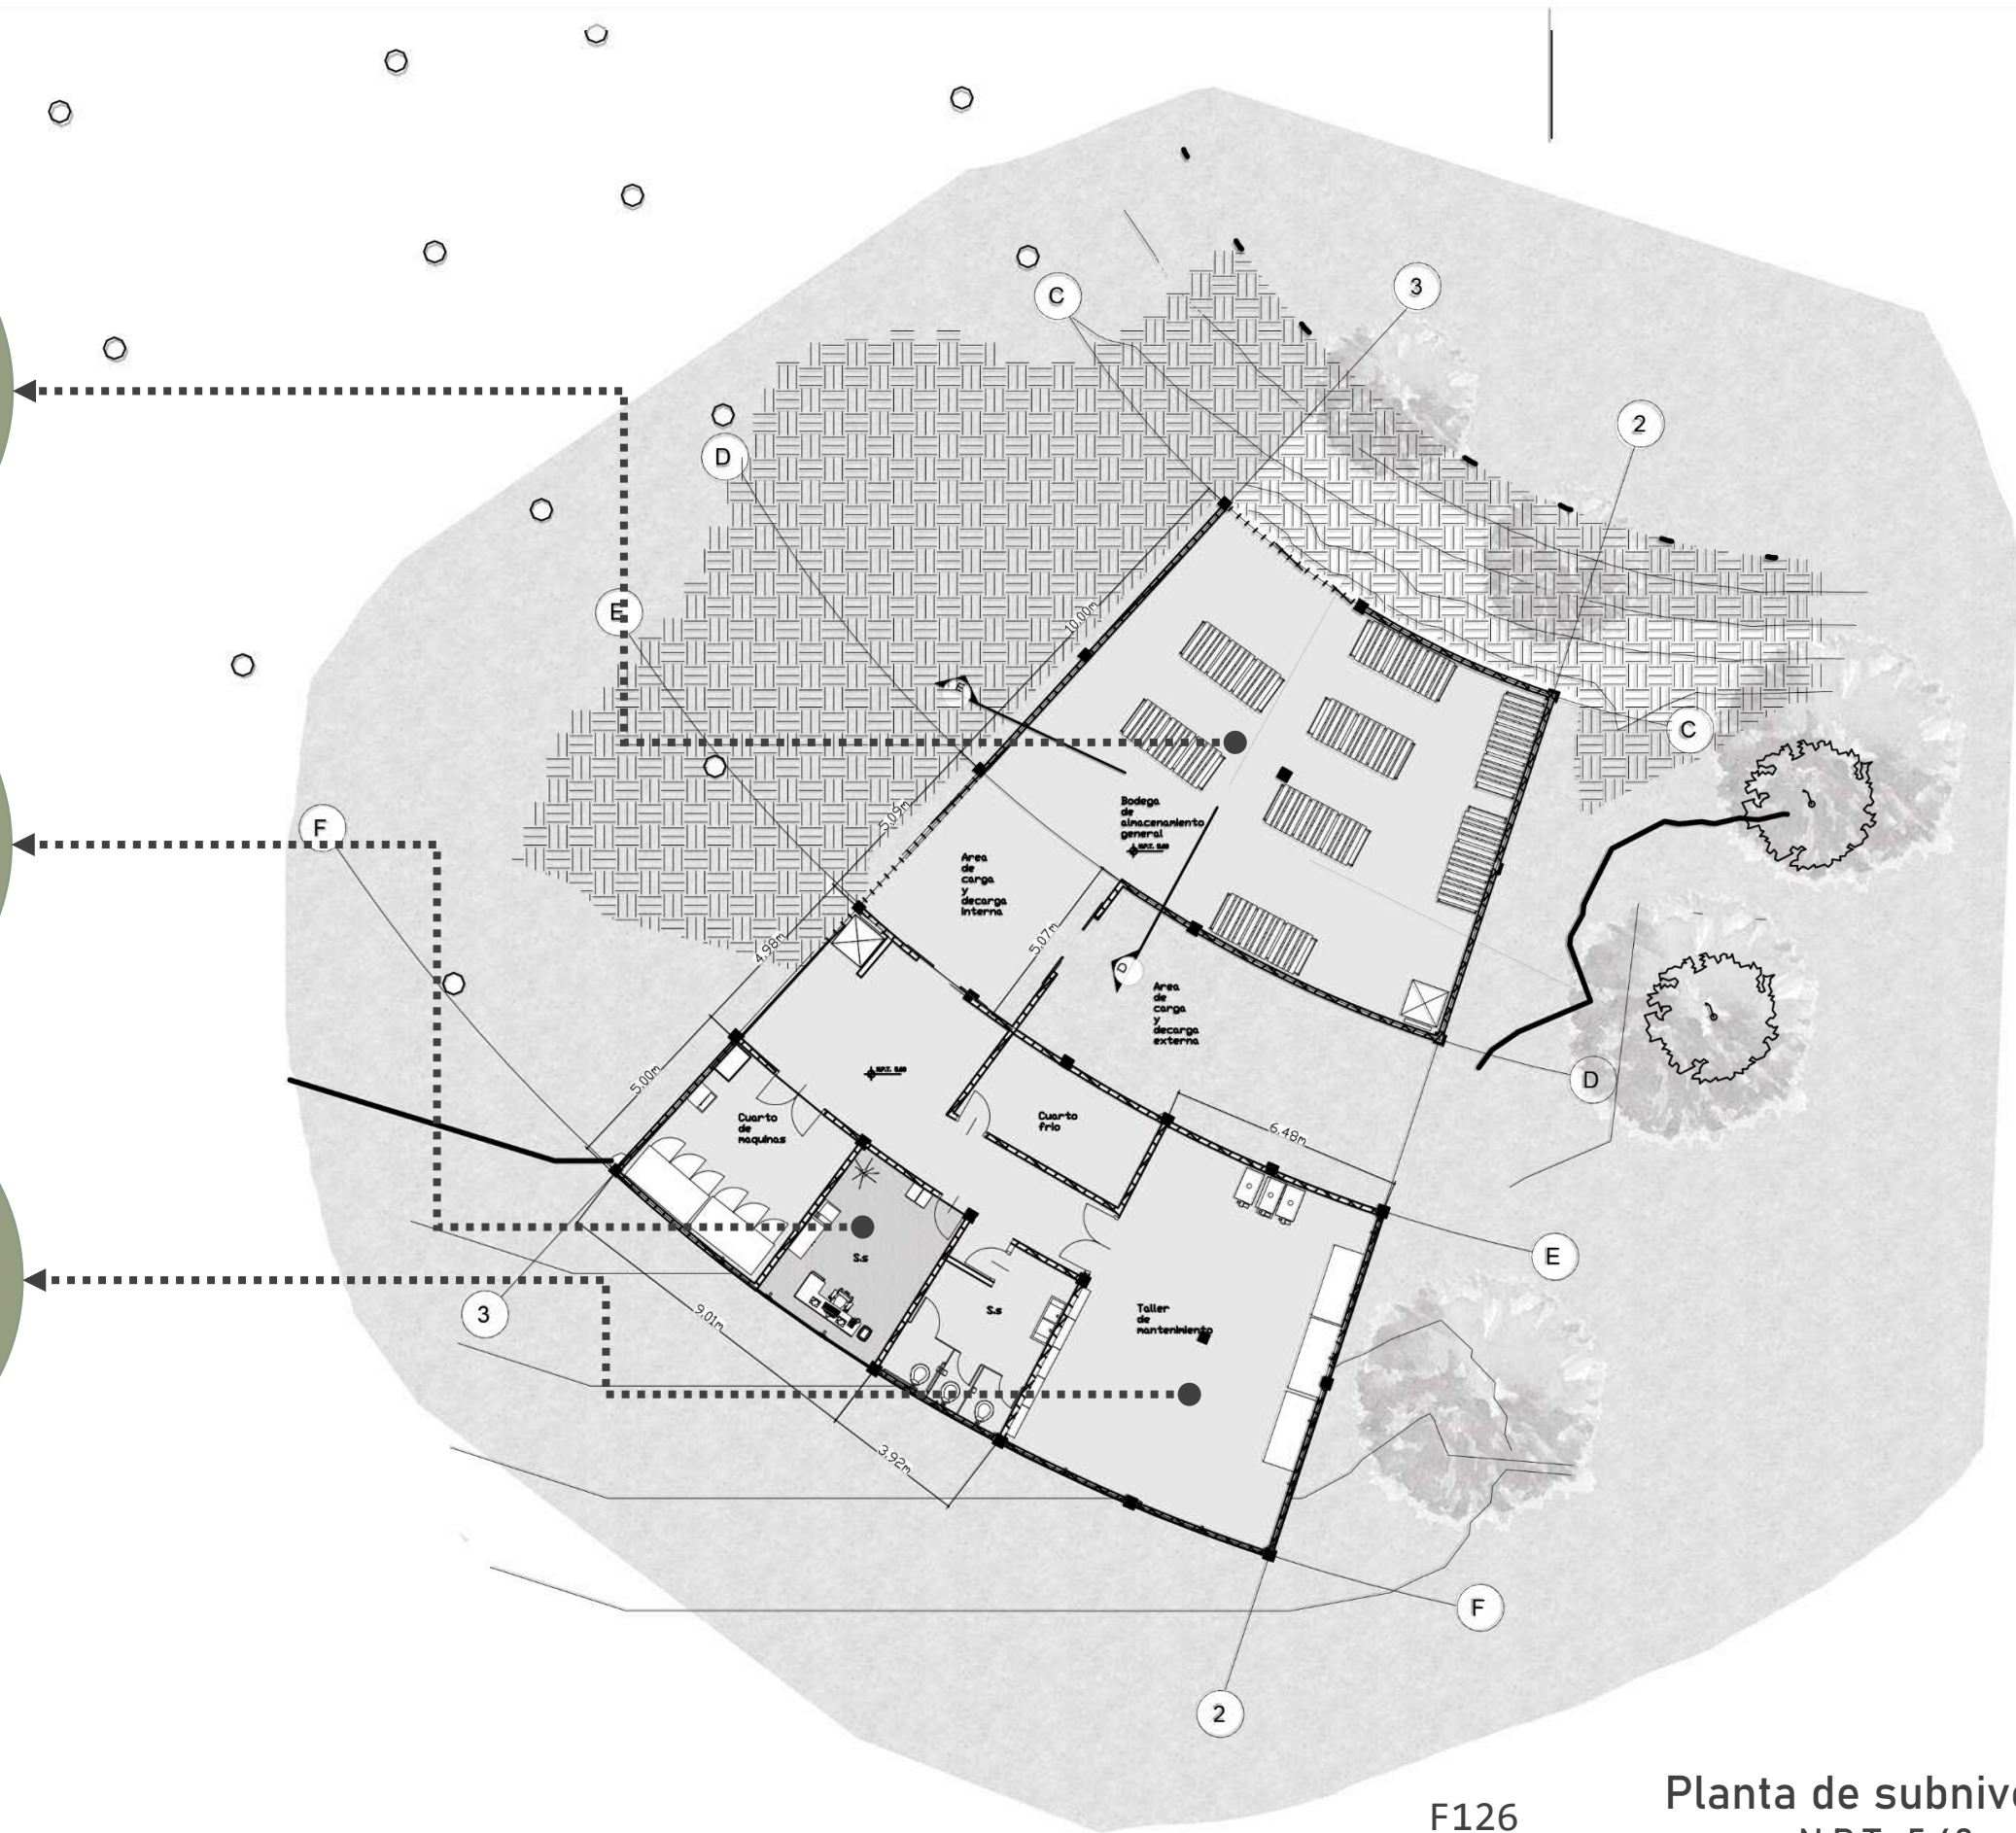 C
3
2
D
E
10.00m
E
C
F
5.09m
Bodega
de
almacenamiento
general
Area
de
carga
y
decarga
interna
4.98m
5.07m
D
Area
de
carga
y
decarga
externa
D
5.00m
Cuarto
de
maquinas
Cuarto
frio
6.48m
E
S.s
3
9.01m
S.s
Taller
de
mantenimiento
3.92m
F
2
F126
Planta de subniv